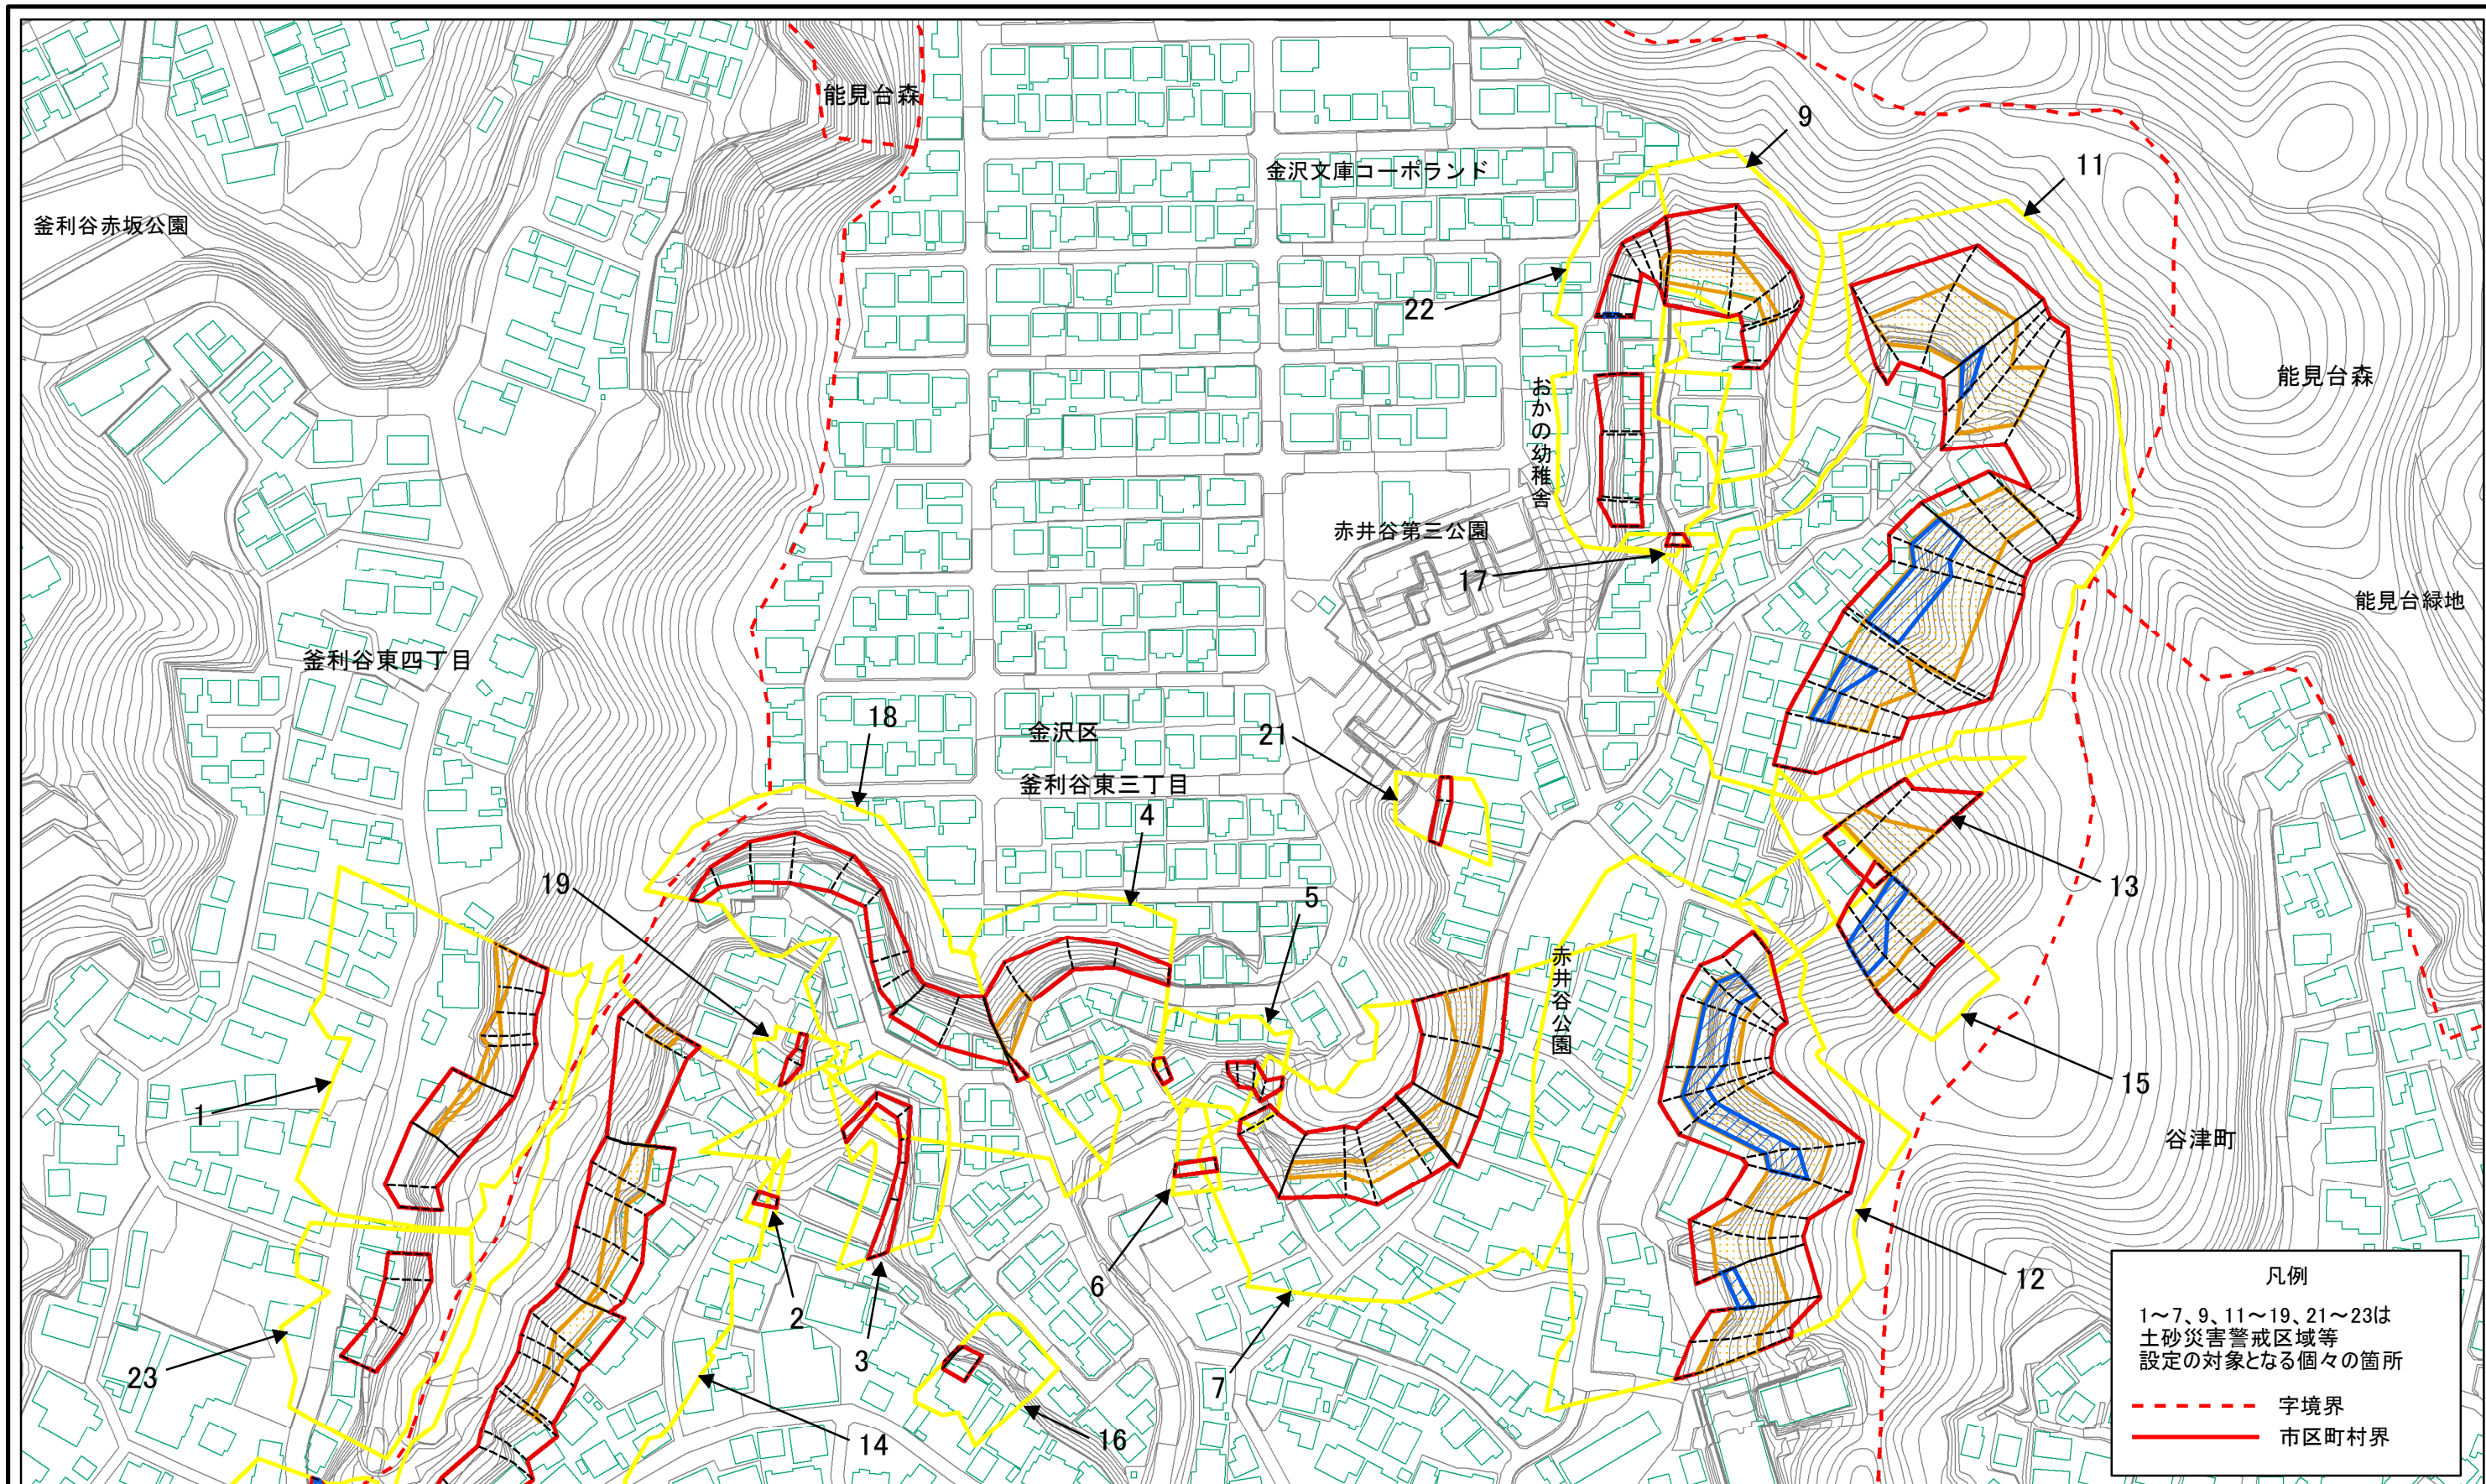 能見台森
9
金沢文庫コーポランド
11
釜利谷赤坂公園
22
能見台森
おかの幼稚舎
赤井谷第三公園
17
能見台緑地
釜利谷東四丁目
18
金沢区
21
釜利谷東三丁目
4
19
5
13
赤井谷公園
1
15
谷津町
6
12
2
3
23
7
14
16
凡例
1～7、9、11～19、21～23は
土砂災害警戒区域等
設定の対象となる個々の箇所
字境界
市区町村界